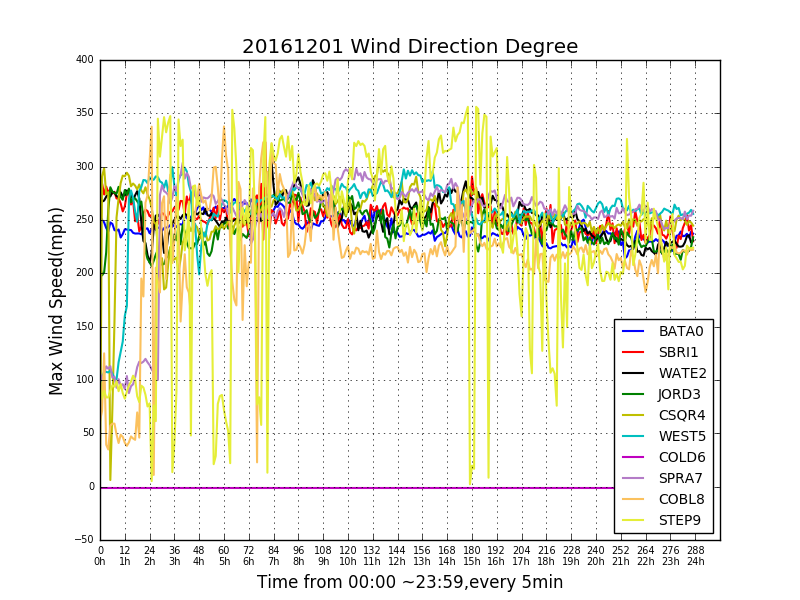 20161201 Wind Direction Degree
Max Wind Speed(mph)
400
350
300
250
200
150
100
50
0
−50
BATA0
SBRI1
WATE2
JORD3
CSQR4
WEST5
COLD6
SPRA7
COBL8
STEP9
0 12 24 36 48 60 72 84 96 108 120 132 144 156 168 180 192 204 216 228 240 252 264 276 288
0h 1h 2h 3h 4h 5h 6h 7h 8h 9h 10h 11h 12h 13h 14h 15h 16h 17h 18h 19h 20h 21h 22h 23h 24h
Time from 00:00 ~23:59,every 5min